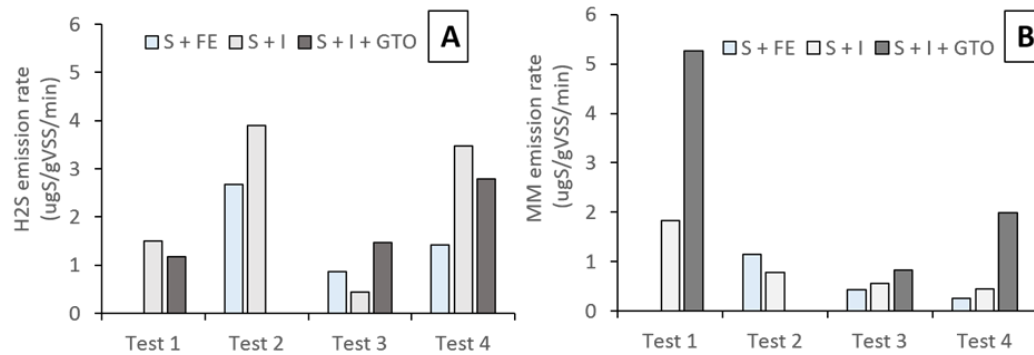 A
S + FE S + I S + I + GTO
H2S emission rate
(ugS/gVSS/min)
6
5
4
3
2
1
0
Test 1 Test 2 Test 3 Test 4
B
S + FE S + I S + I + GTO
MM emission rate
(ugS/gVSS/min)
6
5
4
3
2
1
0
Test 1 Test 2 Test 3 Test 4